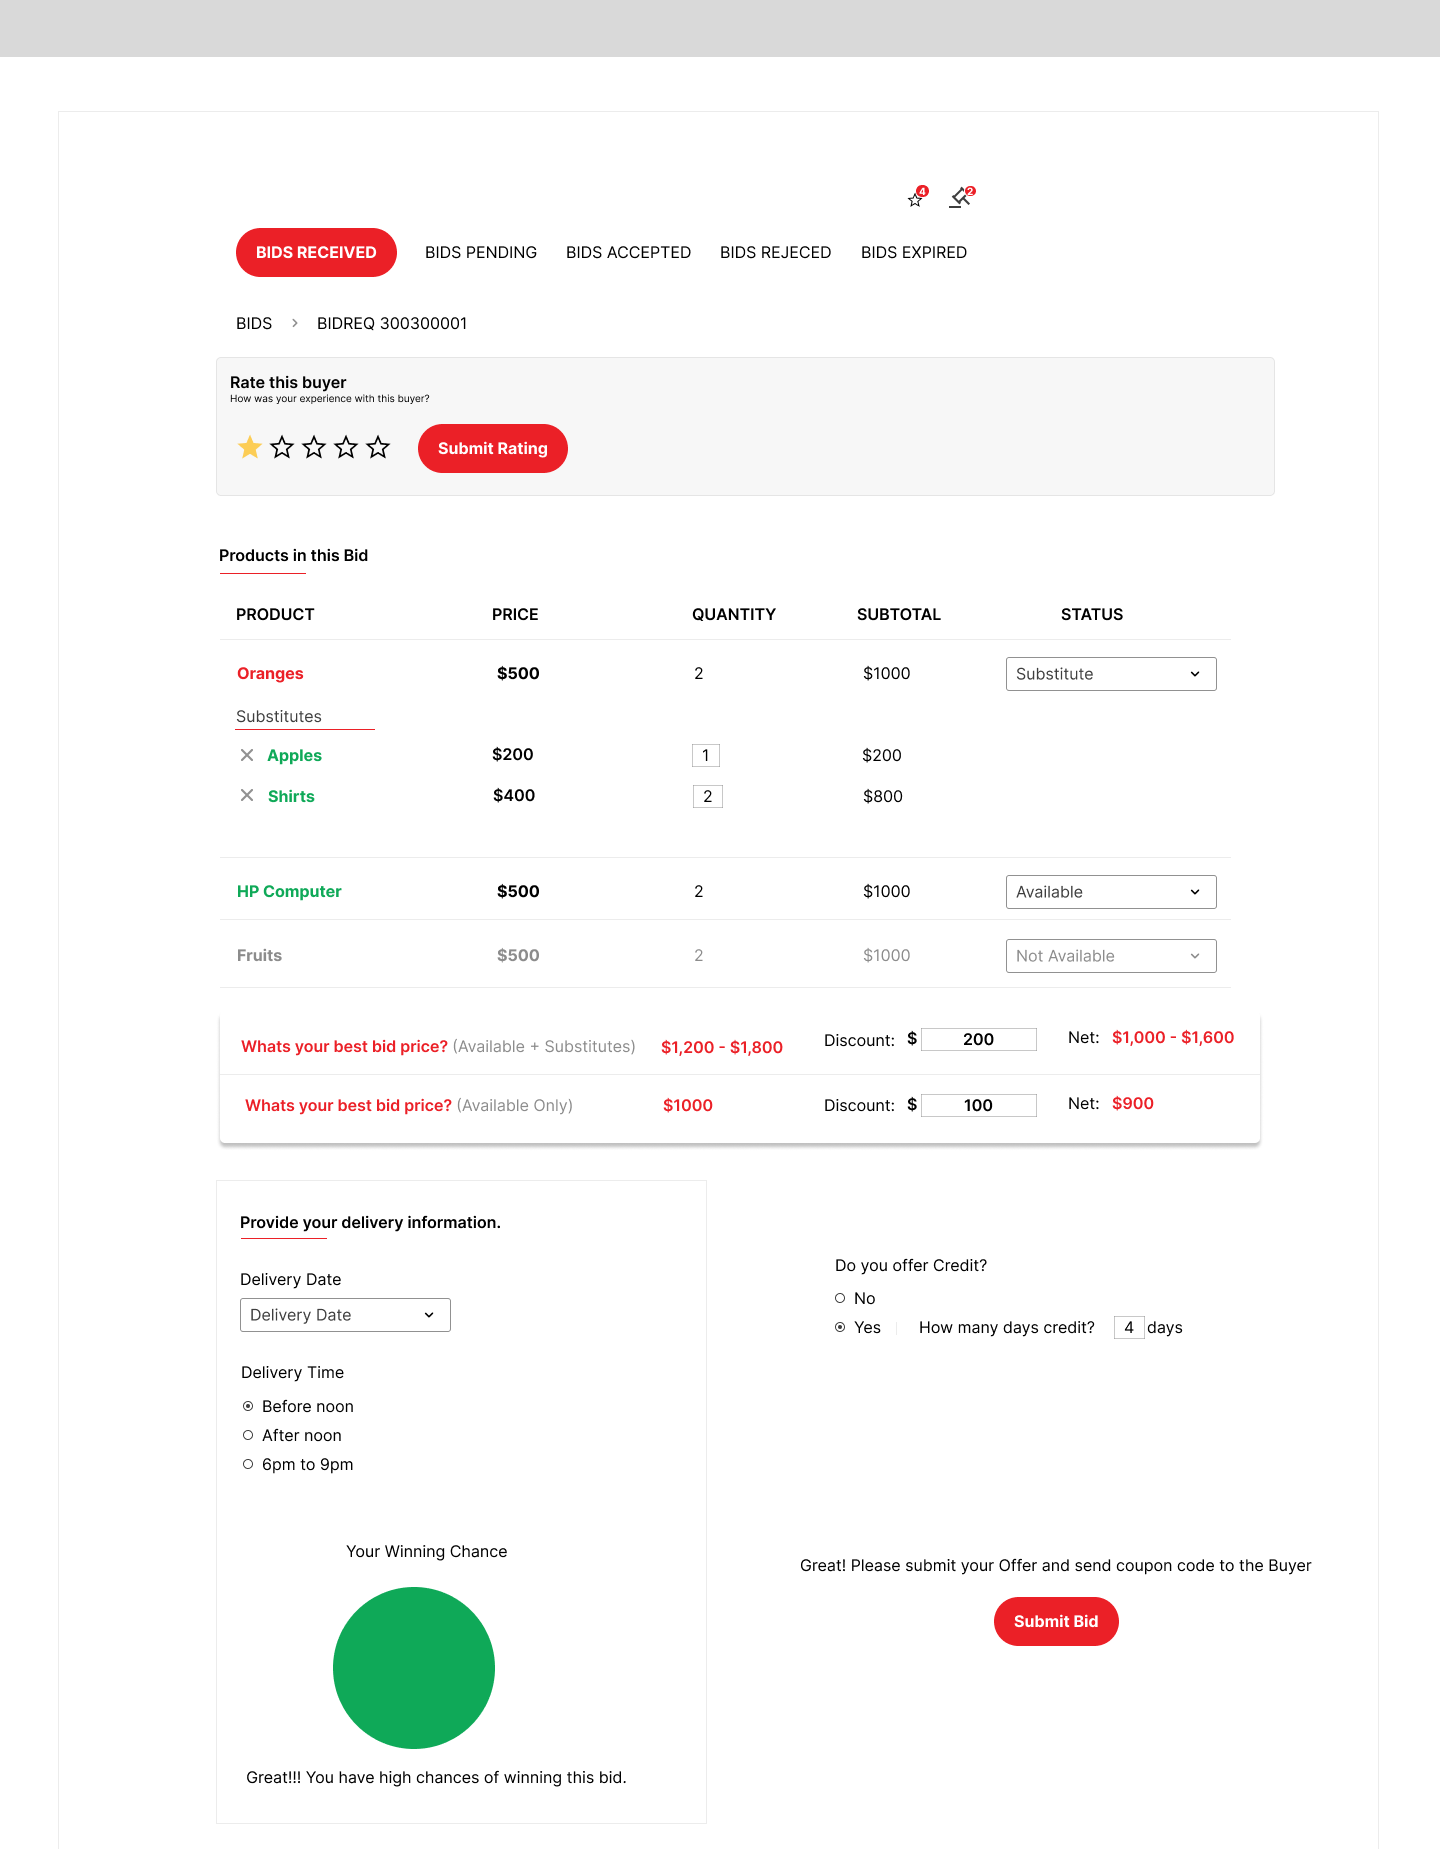 4
2
BIDS RECEIVED BIDS PENDING BIDS ACCEPTED BIDS REJECED BIDS EXPIRED
BIDS > BIDREQ 300300001
Rate this buyer
How was your experience with this buyer?
Submit Rating
Products in this Bid
PRODUCT PRICE QUANTITY SUBTOTAL STATUS
Oranges $500 2 $1000 Substitute
Substitutes
Apples $200 1 $200
Shirts $400 2 $800
HP Computer $500 2 $1000 Available
Fruits $500 2 $1000 Not Available
Whats your best bid price? (Available + Substitutes) $1,200 - $1,800 Discount: $ 200 Net: $1,000 - $1,600
Whats your best bid price? (Available Only) $1000 Discount: $ 100 Net: $900
Provide your delivery information.
Delivery Date
Delivery Date
Delivery Time
Before noon
After noon
6pm to 9pm
Your Winning Chance
Great!!! You have high chances of winning this bid.
Do you offer Credit?
No
Yes How many days credit? 4 days
Great! Please submit your Offer and send coupon code to the Buyer
Submit Bid